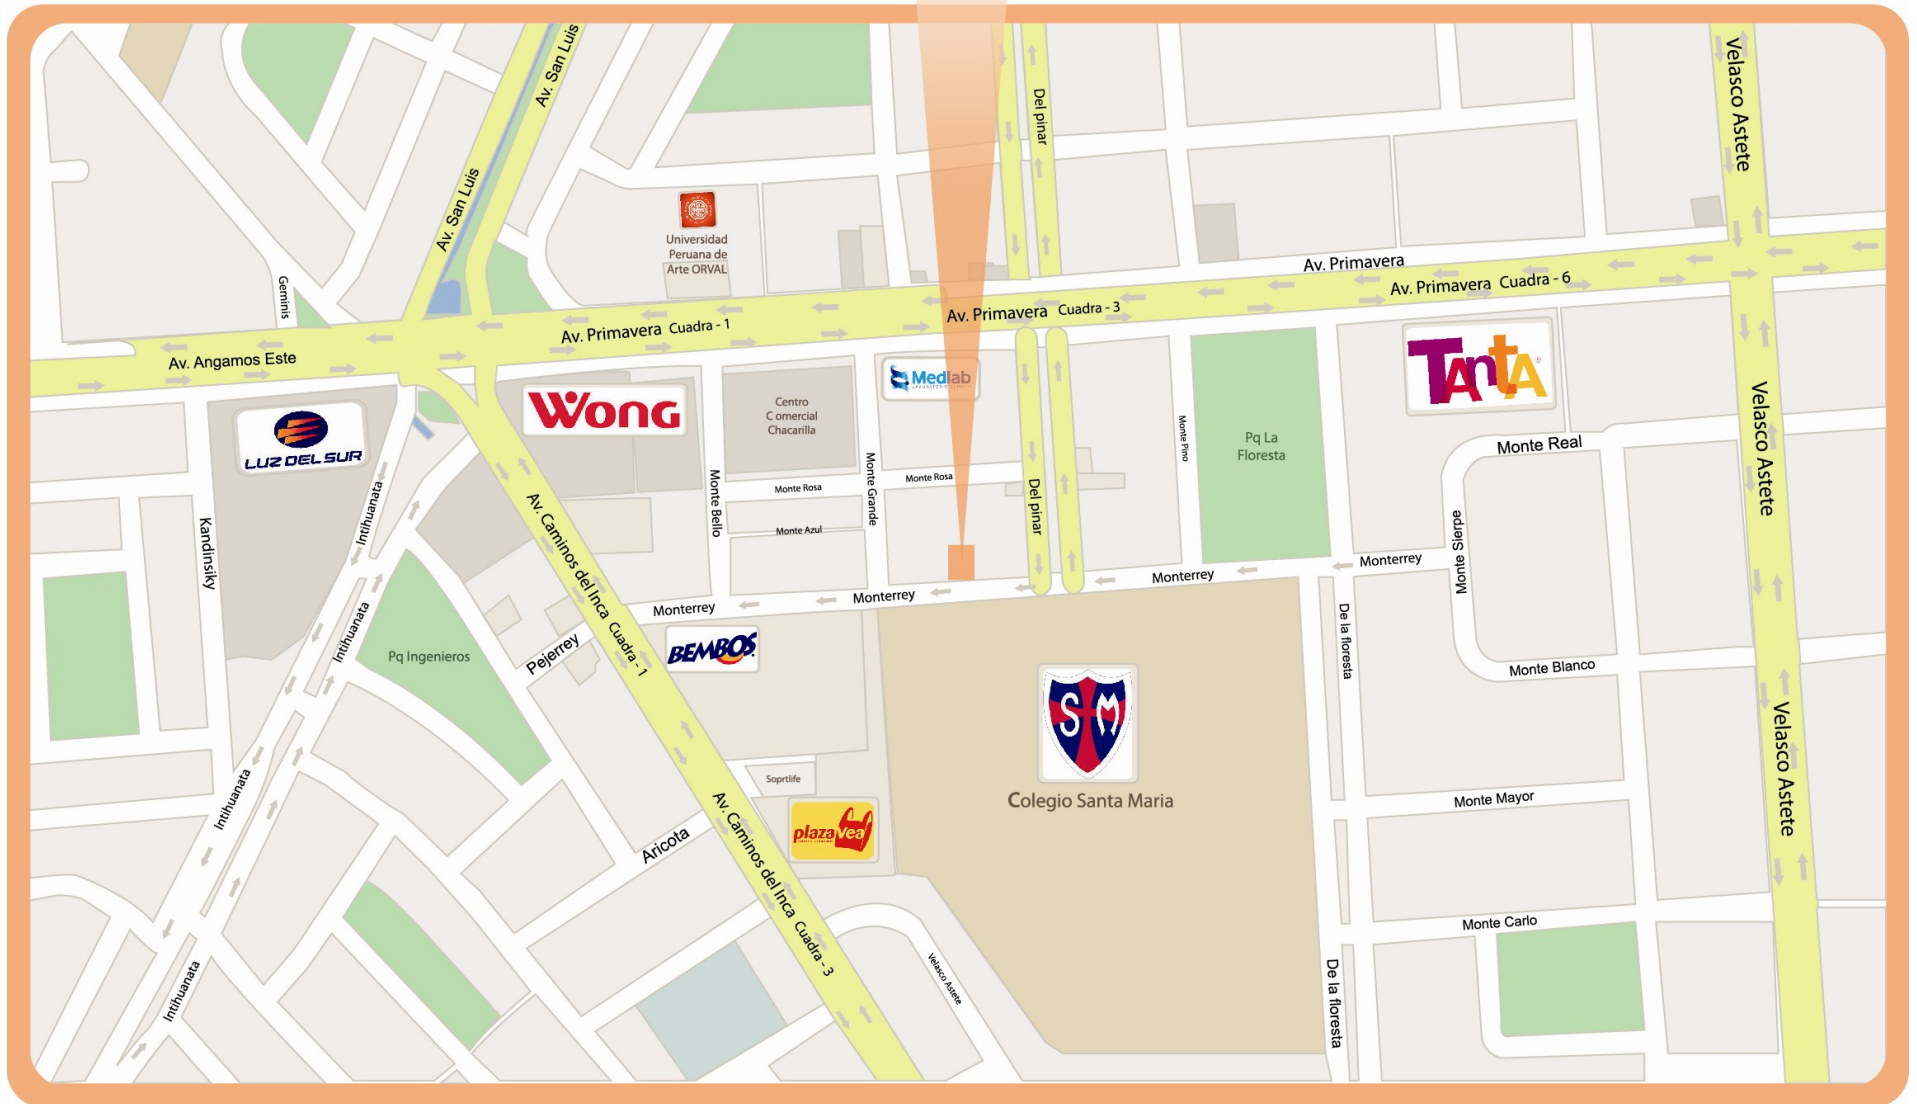 Av. San Luis
Velasco Astete
Del pinar
Av. San Luis
Universidad
Peruana de
Arte ORVAL
Geminis
Av. Primavera
Av. Primavera Cuadra - 6
Av. Primavera Cuadra - 3
Av. Primavera Cuadra - 1
Av. Angamos Este
TANTA
Medlab
WONG
Centro
C omercial
Chacarilla
LUZ DEL SUR
Monte Pino
Pq La
Floresta
Velasco Astete
Monte Real
Monte Bello
Monte Rosa
Monte Grande
Monte Rosa
Monte Azul
Del pinar
Intihuanata
Kandinsiky
Av. Caminos del Inca Cuadra - 1
Monte Sierpe
Monterrey
Monterrey
Monterrey
Monterrey
Intihuanata
Pq Ingenieros
Pejerrey
BEMBOS
De la floresta
Monte Blanco
S M
Colegio Santa Maria
Soprtlife
plaza Vea
Intihuanata
Aricota
Av. Caminos del Inca Cuadra - 3
Monte Mayor
Velasco Astete
Monte Carlo
Velasco Astete
De la floresta
Intihuanata